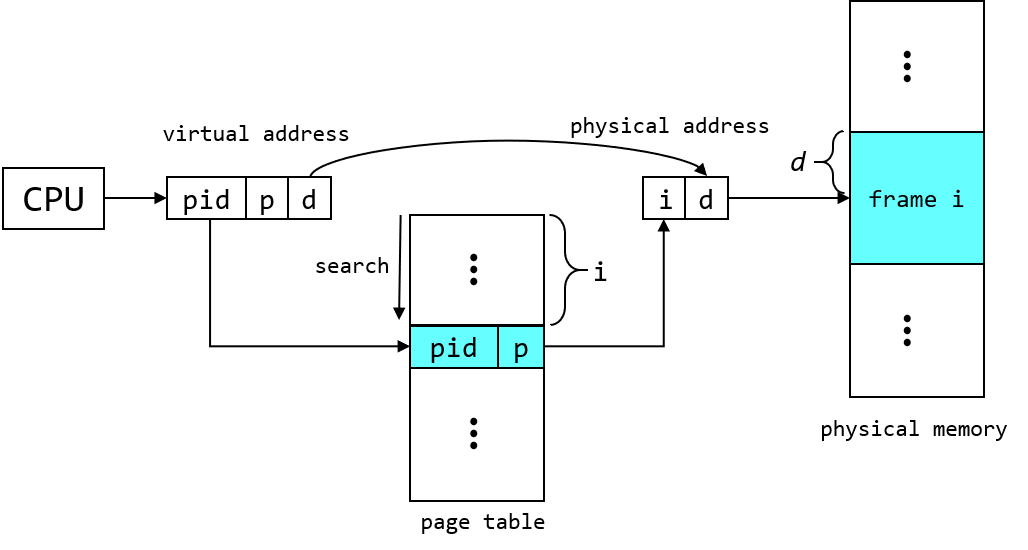 virtual address
physical address
CPU
pid p d
i d
d
frame i
search
i
pid p
physical memory
page table